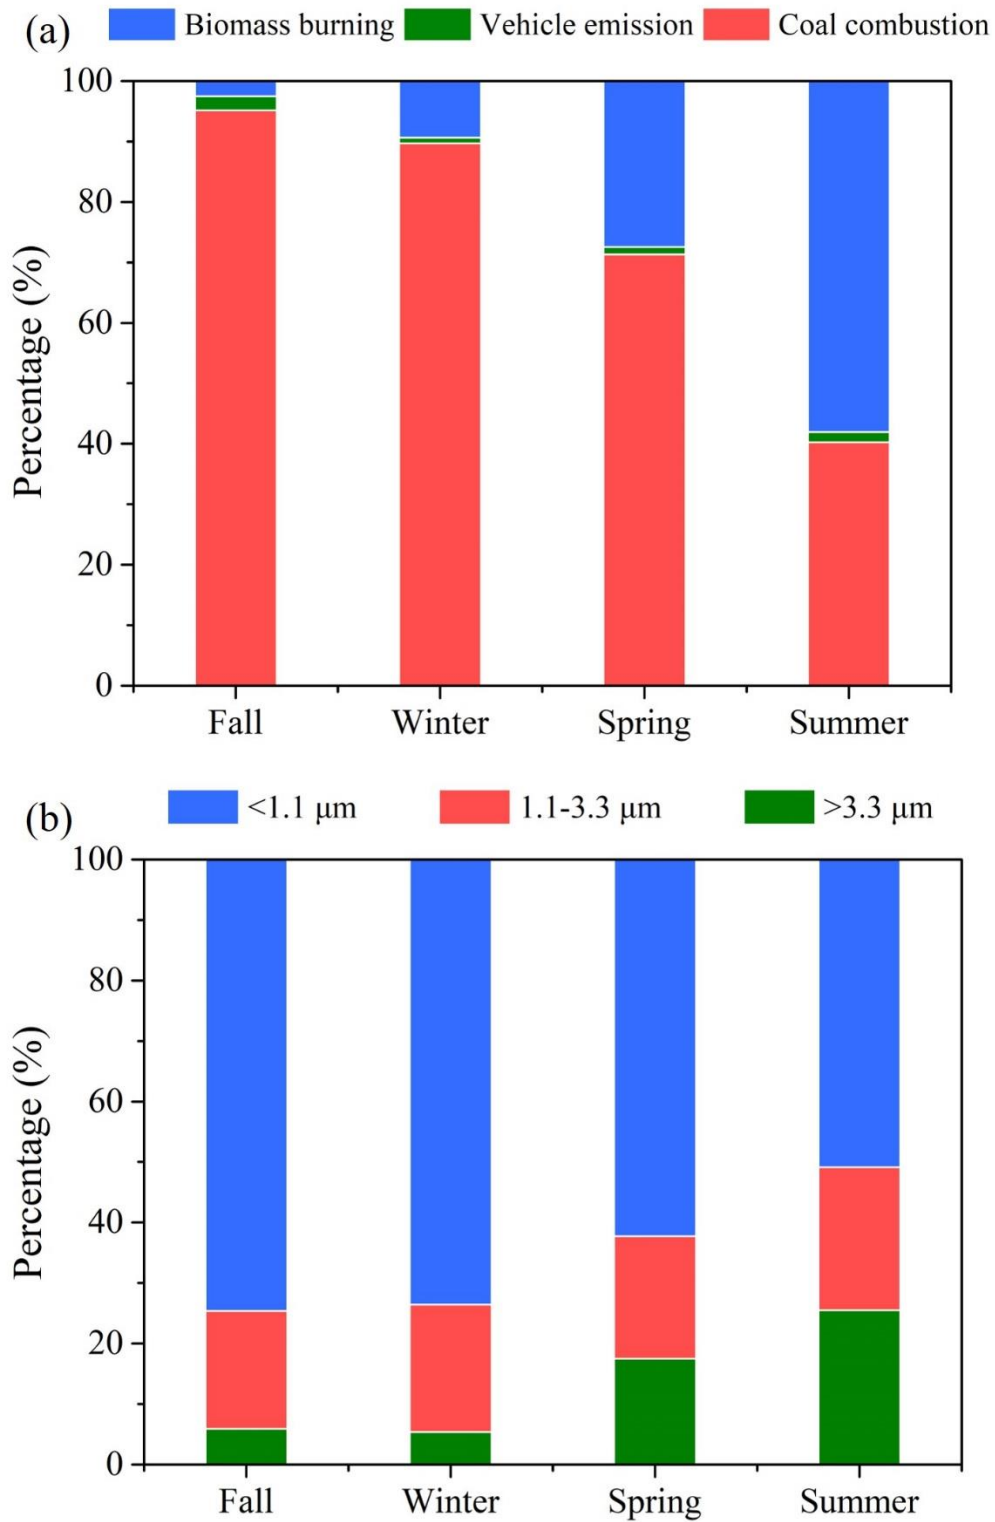 (a) Biomass burning Vehicle emission Coal combustion
100
80
60
40
20
0
Percentage (%)
Fall Winter Spring Summer
(b) <1.1 μm 1.1-3.3 μm >3.3 μm
100
80
60
40
20
0
Percentage (%)
Fall Winter Spring Summer